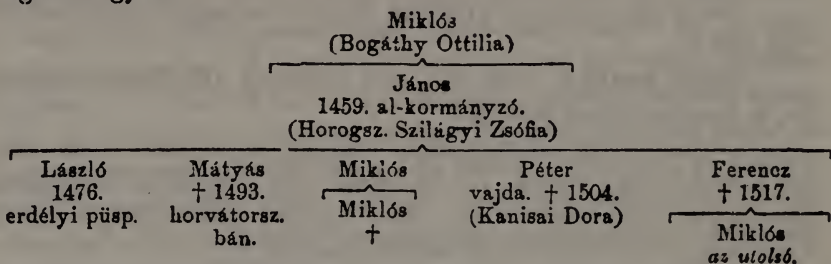 Miklós
(Bogáthy Ottilia)
János
1459. al-kormányzó.
(Horogsz. Szilágyi Zsófia)
László Mátyás Miklós Péter Ferencz
1476. † 1493. vajda. † 1504. † 1517.
erdélyi püsp. horvátorsz. Miklós (Kanisai Dora) Miklós
bán. † az utolsó.